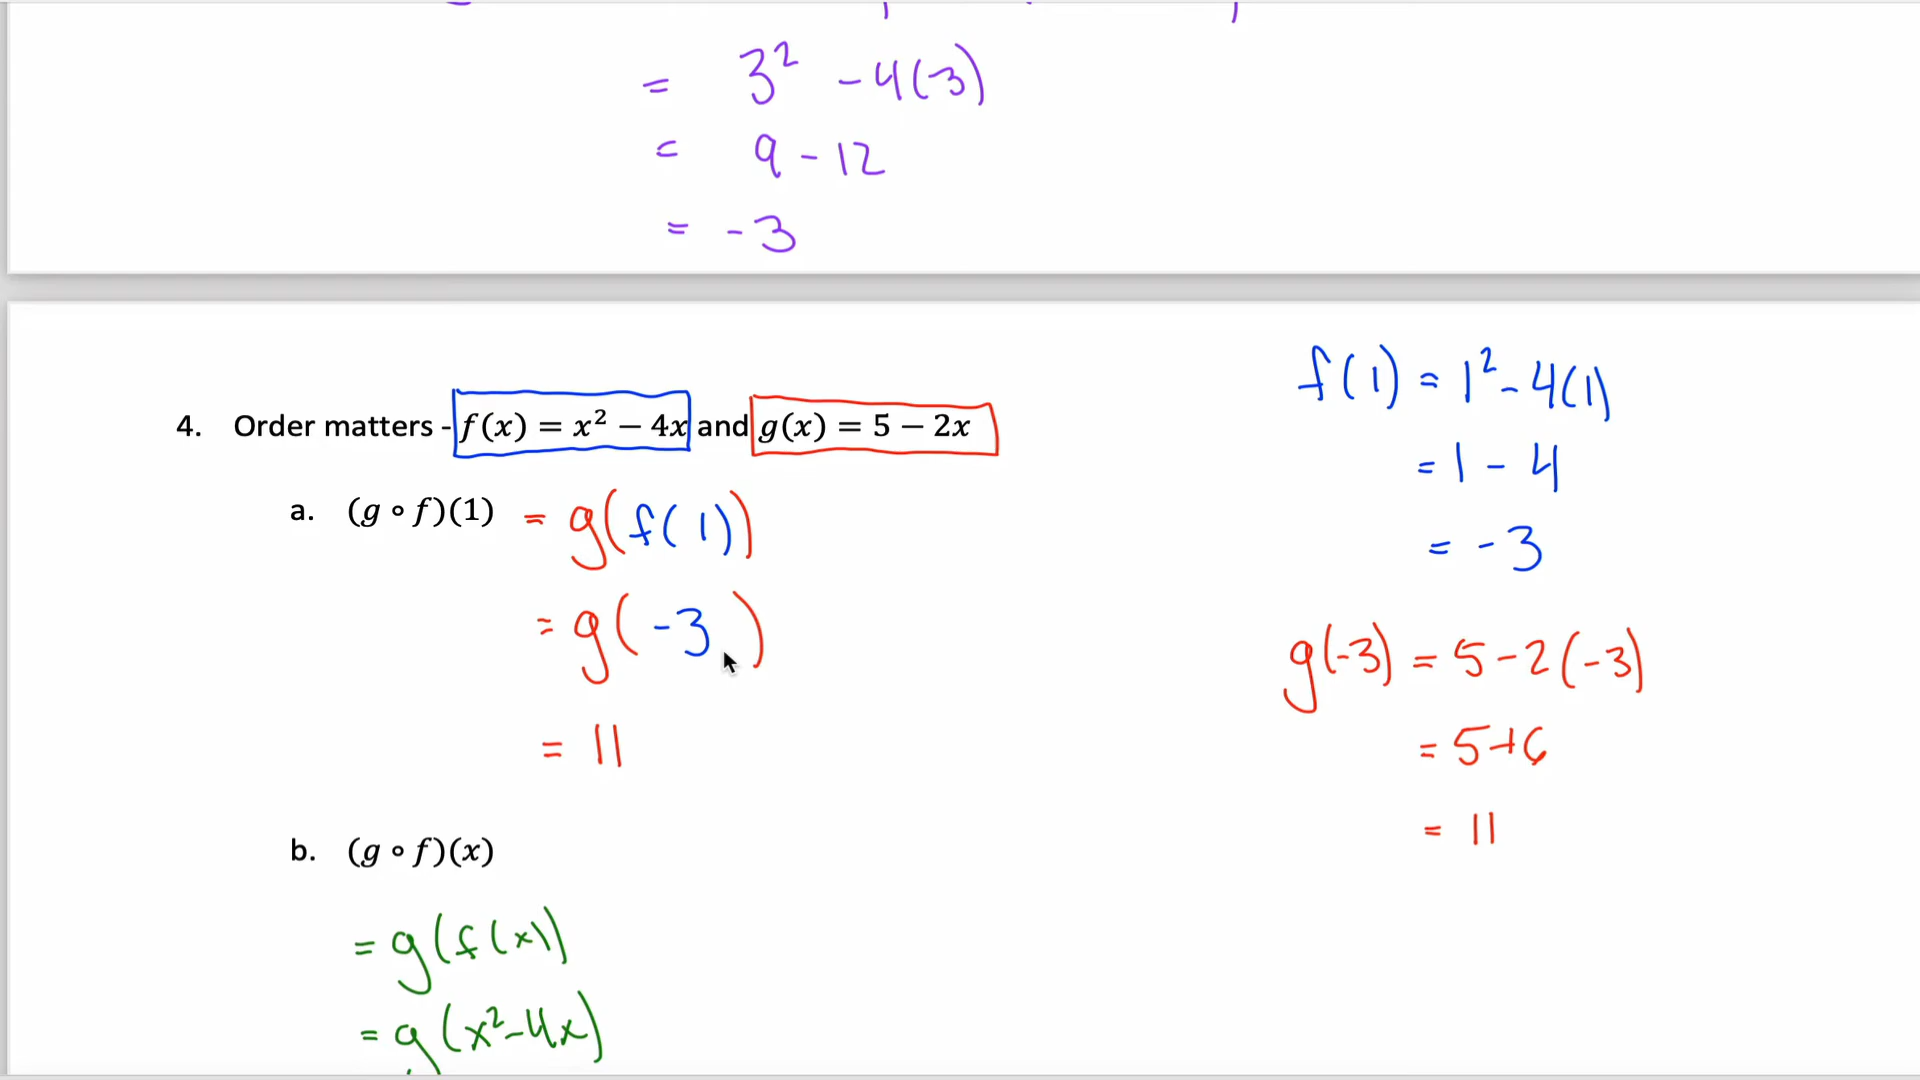 = 3² - 4(3)
= 9 - 12
= -3
4. Order matters - f(x) = x² − 4x and g(x) = 5 − 2x
a. (g ∘ f)(1) = g(f(1))
= g(-3)
= 11
f(1) = 1² - 4(1)
= 1 - 4
= -3
g(-3) = 5 - 2(-3)
= 5 + 6
= 11
b. (g ∘ f)(x)
= g(f(x))
= g(x² - 4x)